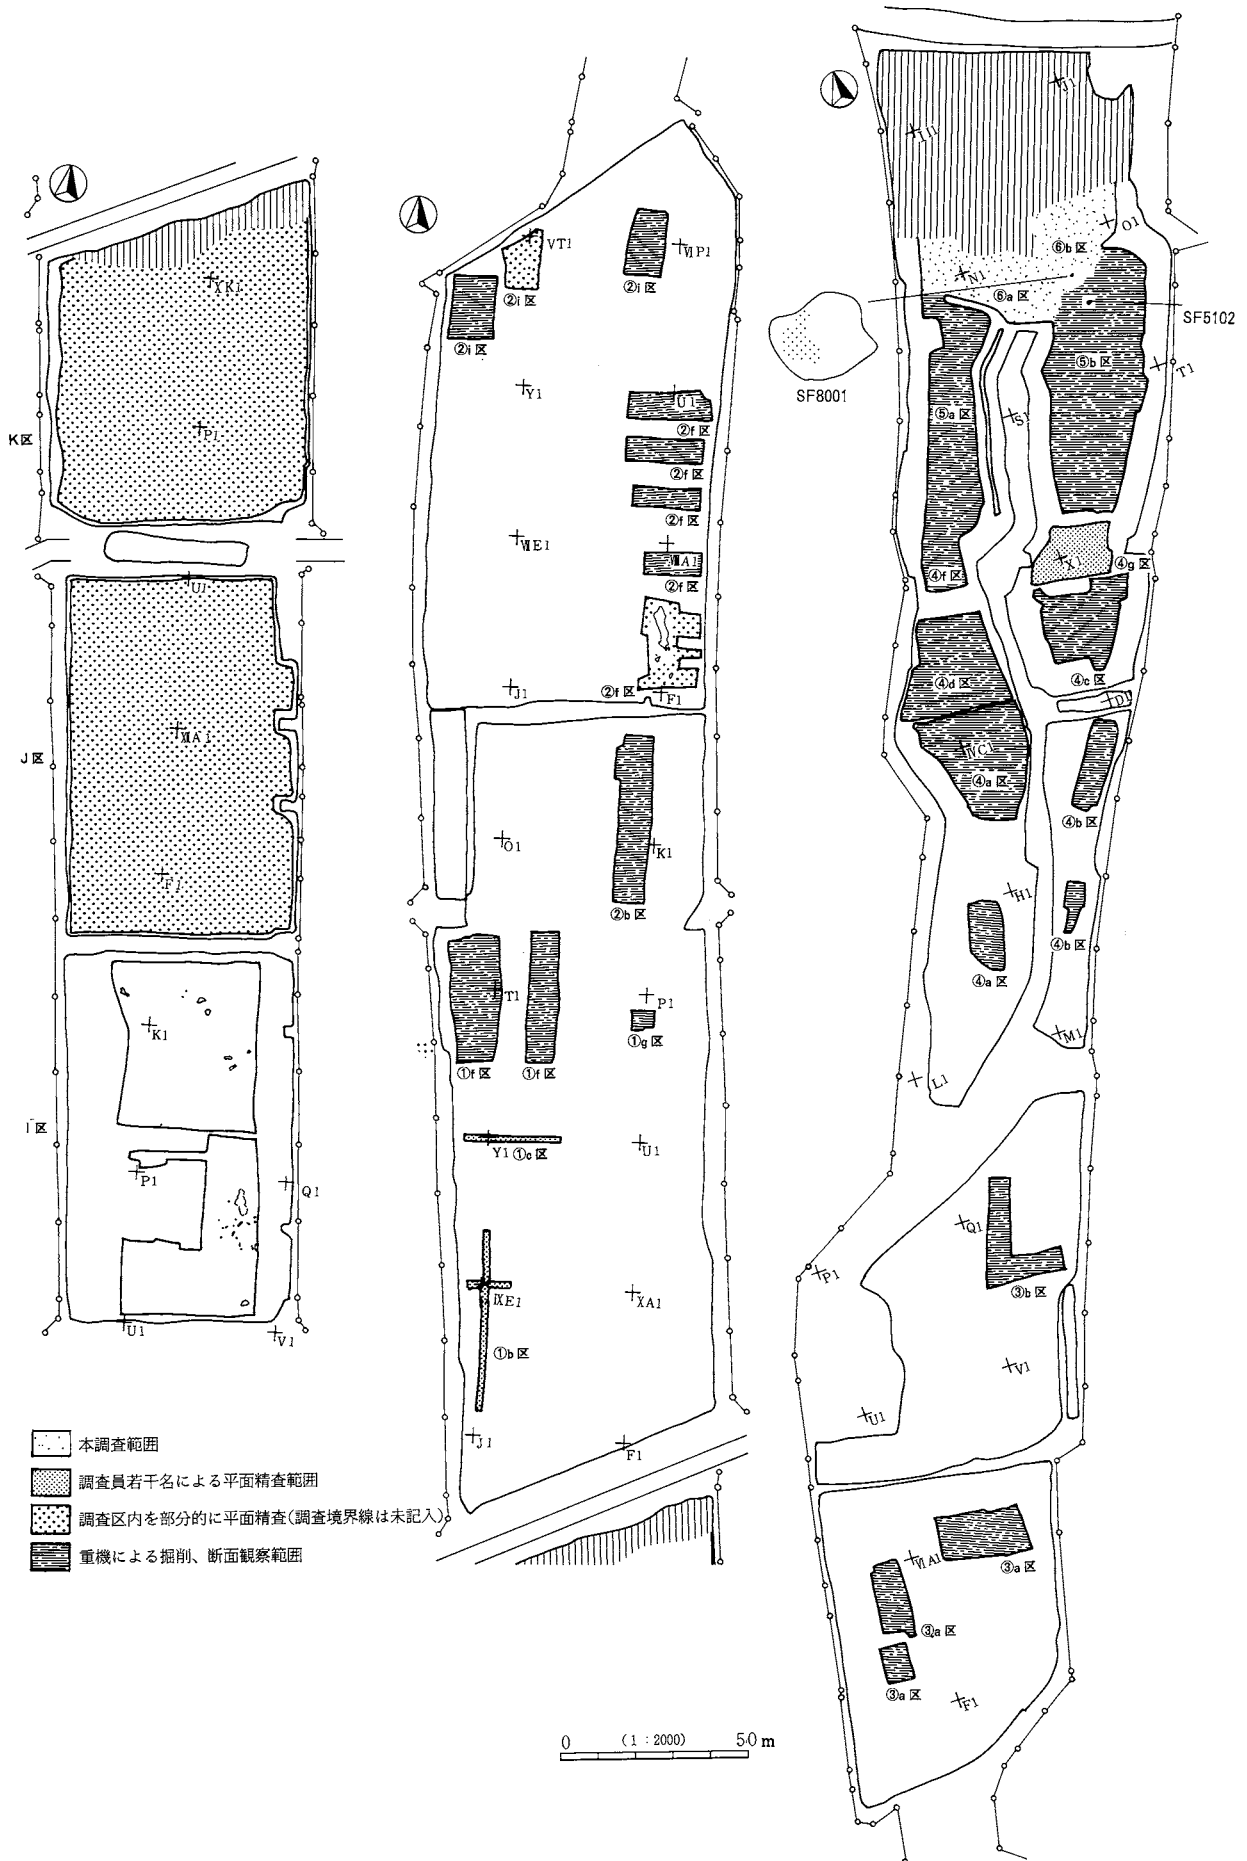 XK1
P1
K区
U1
XIA1
J区
F1
K1
I区
P1
Q1
U1
V1
本調査範囲
調査員若干名による平面精査範囲
調査区内を部分的に平面精査(調査境界線は未記入)
重機による掘削、断面観察範囲
VT1
②i区
ⅥP1
②i区
②i区
Y1
U1
②f区
②f区
②f区
ⅧE1
②f区
J1
②f区
F1
O1
K1
②b区
T1
P1
①g区
①f区
①f区
Y1
①c区
U1
ⅨE1
XA1
①b区
J1
F1
J1
I11
O1
⑥b区
N1
⑥a区
SF5102
SF8001
⑤b区
T1
⑤a区
S1
X1
④g区
④f区
④c区
④d区
D1
ⅣC1
④a区
④b区
H1
④b区
④a区
M1
L1
Q1
P1
③b区
V1
U1
ⅥA1
③a区
③a区
③a区
F1
0 (1:2000) 50m